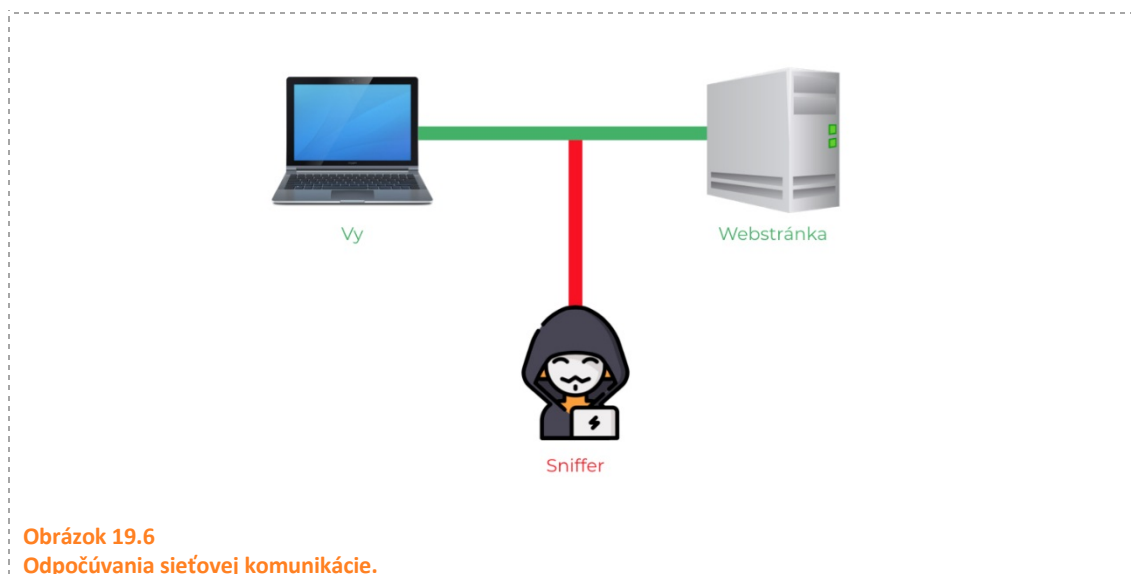 Vy
Webstránka
Sniffer
Obrázok 19.6
Odpočúvania sieťovej komunikácie.